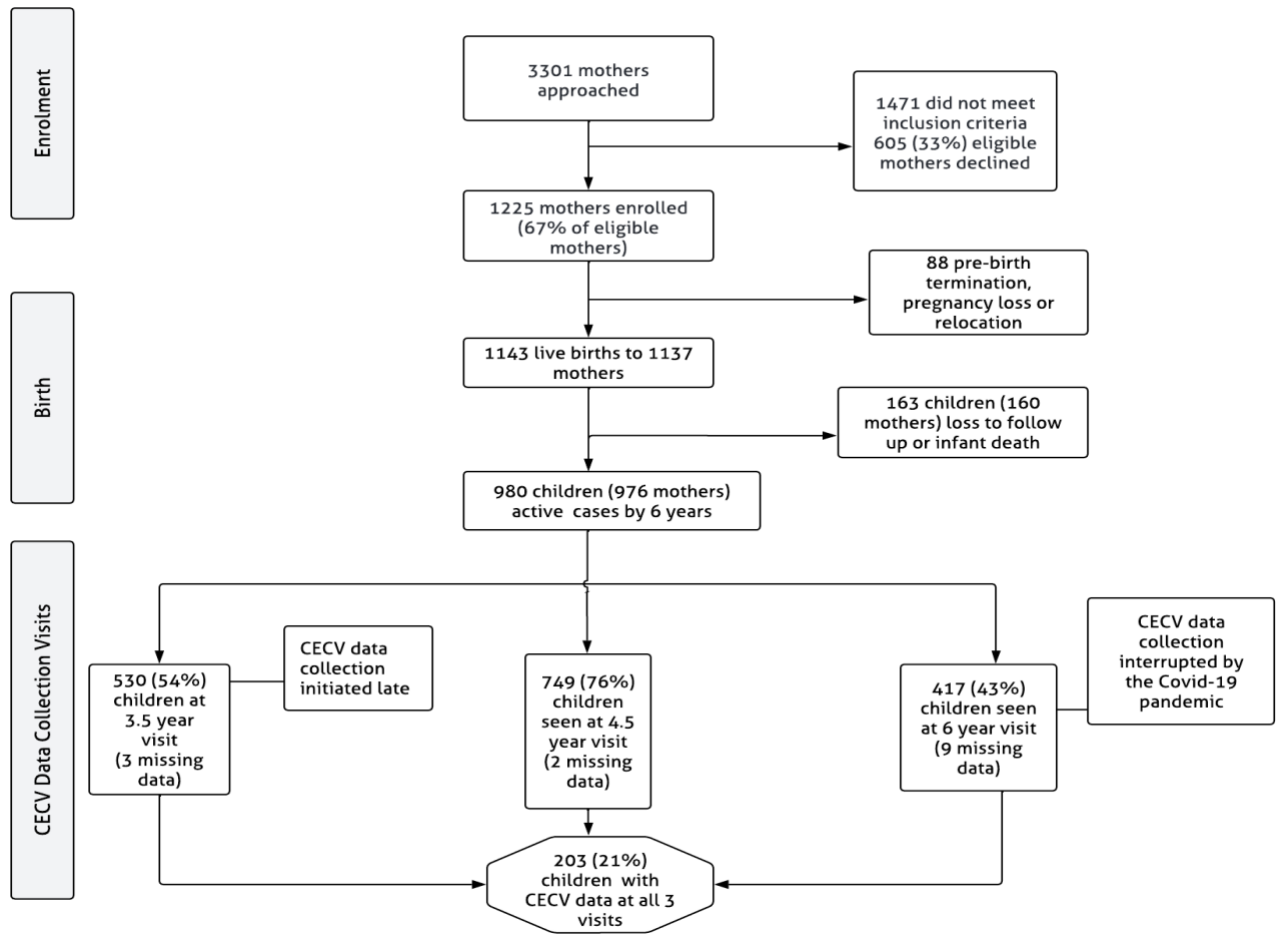 Enrolment
3301 mothers
approached
1471 did not meet
inclusion criteria
605 (33%) eligible
mothers declined
1225 mothers enrolled
(67% of eligible
mothers)
88 pre-birth
termination,
pregnancy loss or
relocation
Birth
1143 live births to 1137
mothers
163 children (160
mothers) loss to follow
up or infant death
980 children (976 mothers)
active cases by 6 years
CECV Data Collection Visits
530 (54%)
children at
3.5 year
visit
(3 missing
data)
CECV data
collection
initiated late
749 (76%)
children
seen at 4.5
year visit
(2 missing
data)
417 (43%)
children seen
at 6 year visit
(9 missing
data)
CECV data
collection
interrupted by
the Covid-19
pandemic
203 (21%)
children with
CECV data at all 3
visits